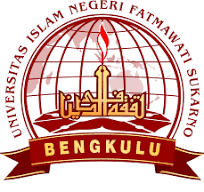 UNIVERSITAS ISLAM NEGERI FATMAWATI SUKARNO
BENGKULU